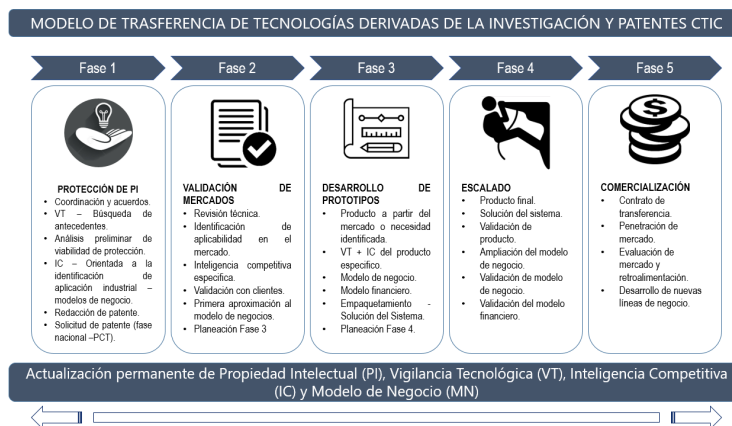 MODELO DE TRASFERENCIA DE TECNOLOGÍAS DERIVADAS DE LA INVESTIGACIÓN Y PATENTES CTIC
Fase 1
Fase 2
Fase 3
Fase 4
Fase 5
PROTECCIÓN DE PI
• Coordinación y acuerdos.
• VT – Búsqueda de
antecedentes.
• Análisis preliminar de
viabilidad de protección.
• IC – Orientada a la
identificación de
aplicación industrial –
modelos de negocio.
• Redacción de patente.
• Solicitud de patente (fase
nacional –PCT).
VALIDACIÓN DE
MERCADOS
• Revisión técnica.
• Identificación de
aplicabilidad en el
mercado.
• Inteligencia competitiva
especifica.
• Validación con clientes.
• Primera aproximación al
modelo de negocios.
• Planeación Fase 3
DESARROLLO DE
PROTOTIPOS
• Producto a partir del
mercado o necesidad
identificada.
• VT + IC del producto
especifico.
• Modelo de negocio.
• Modelo financiero.
• Empaquetamiento -
Solución del Sistema.
• Planeación Fase 4.
ESCALADO
• Producto final.
• Solución del sistema.
• Validación de
producto.
• Ampliación del modelo
de negocio.
• Validación de modelo
de negocio.
• Validación del modelo
financiero.
COMERCIALIZACIÓN
• Contrato de
transferencia.
• Penetración de
mercado.
• Evaluación de
mercado y
retroalimentación.
• Desarrollo de nuevas
líneas de negocio.
Actualización permanente de Propiedad Intelectual (PI), Vigilancia Tecnológica (VT), Inteligencia Competitiva
(IC) y Modelo de Negocio (MN)